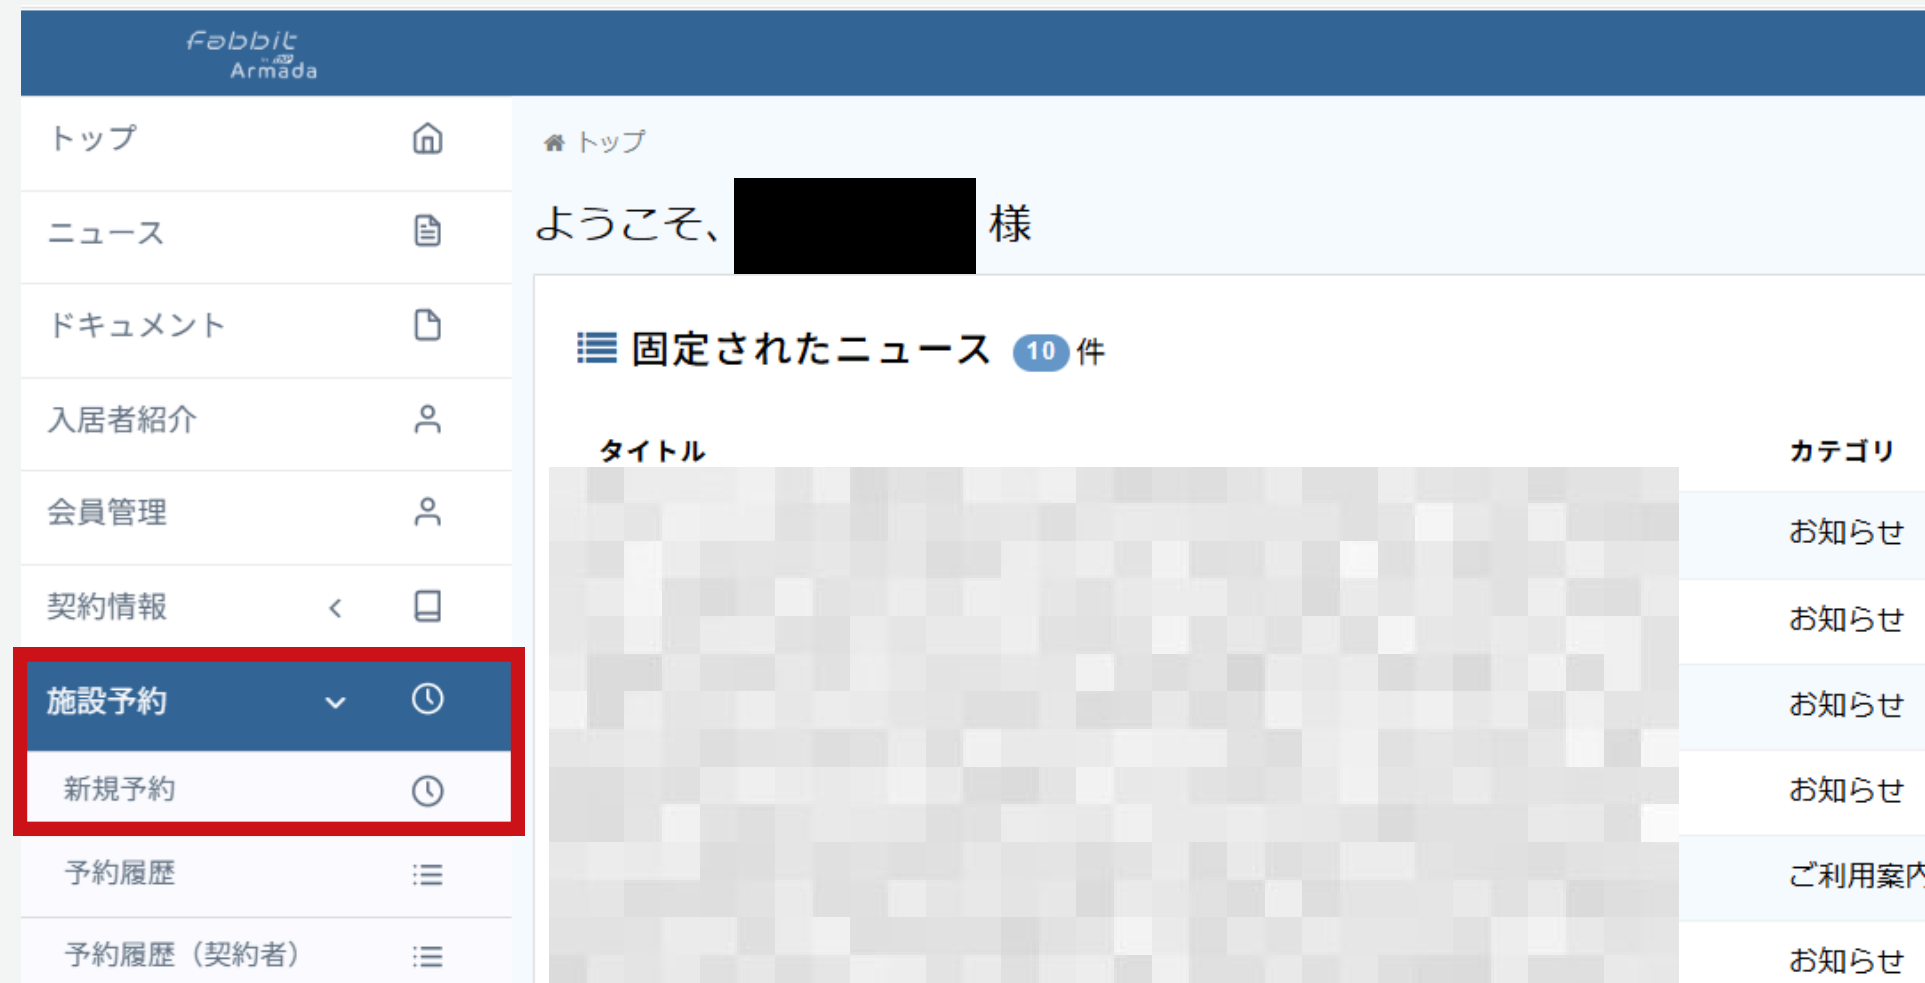 fabbit
Armada
トップ
ニュース
ドキュメント
入居者紹介
会員管理
契約情報
施設予約
新規予約
予約履歴
予約履歴（契約者）
トップ
ようこそ、
様
固定されたニュース 10 件
タイトル
カテゴリ
お知らせ
お知らせ
お知らせ
お知らせ
ご利用案内
お知らせ